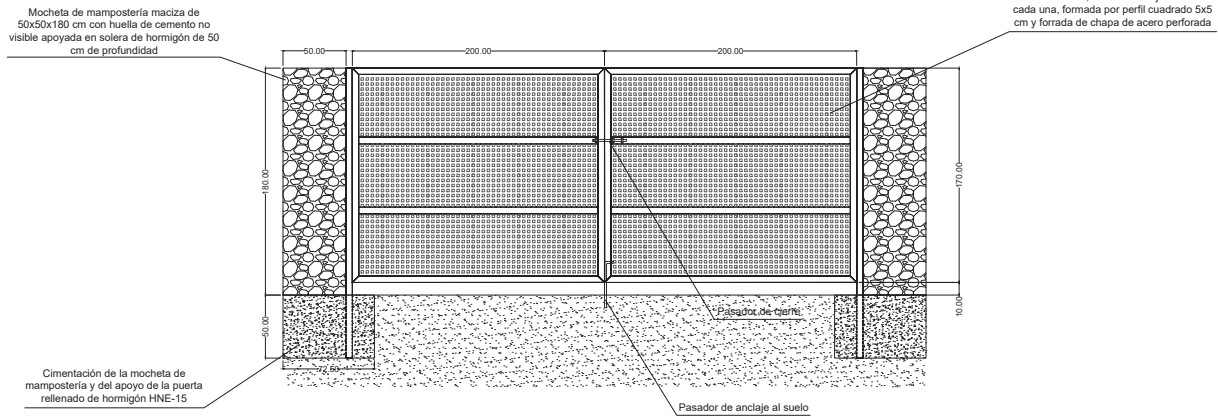 Mocheta de mampostería maciza de
50x50x180 cm con huella de cemento no
visible apoyada en solera de hormigón de 50
cm de profundidad
cada una, formada por perfil cuadrado 5x5
cm y forrada de chapa de acero perforada
50.00
200.00
200.00
180.00
170.00
50.00
10.00
72.50
Pasador de cierre
Cimentación de la mocheta de
mampostería y del apoyo de la puerta
rellenado de hormigón HNE-15
Pasador de anclaje al suelo